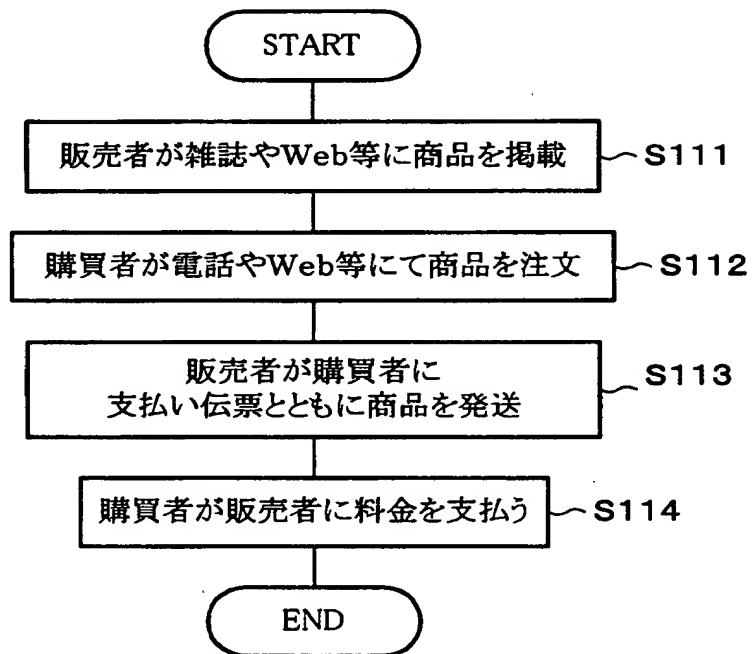 START
販売者が雑誌やWeb等に商品を掲載 S111
購買者が電話やWeb等にて商品を注文 S112
販売者が購買者に
支払い伝票とともに商品を発送 S113
購買者が販売者に料金を支払う S114
END